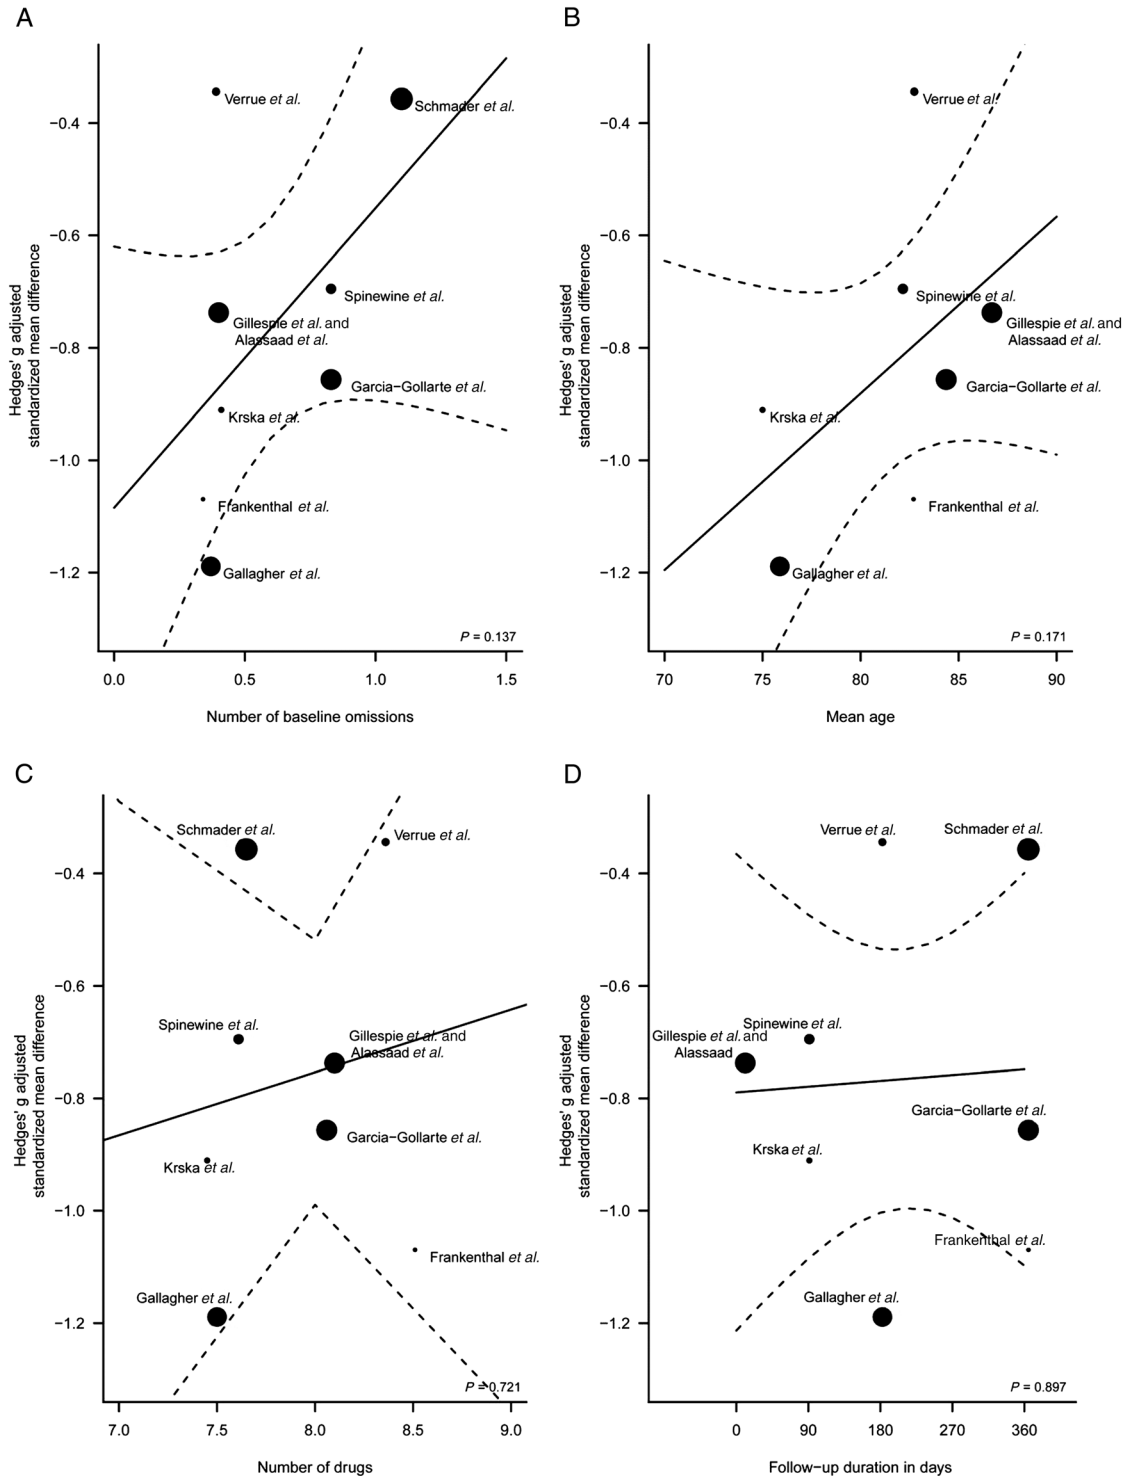 A
Hedges' g adjusted
standardized mean difference
−0.4
−0.6
−0.8
−1.0
−1.2
Verrue et al.
Schmader et al.
Spinewine et al.
Gillespie et al. and
Alassaad et al.
Garcia−Gollarte et al.
Krska et al.
Frankenthal et al.
Gallagher et al.
P = 0.137
0.0 0.5 1.0 1.5
Number of baseline omissions
B
Hedges' g adjusted
standardized mean difference
−0.4
−0.6
−0.8
−1.0
−1.2
Verrue et al.
Spinewine et al.
Gillespie et al. and
Alassaad et al.
Garcia−Gollarte et al.
Krska et al.
Frankenthal et al.
Gallagher et al.
P = 0.171
70 75 80 85 90
Mean age
C
Hedges' g adjusted
standardized mean difference
−0.4
−0.6
−0.8
−1.0
−1.2
Schmader et al.
Verrue et al.
Spinewine et al.
Gillespie et al. and
Alassaad et al.
Garcia−Gollarte et al.
Krska et al.
Frankenthal et al.
Gallagher et al.
P = 0.721
7.0 7.5 8.0 8.5 9.0
Number of drugs
D
Hedges' g adjusted
standardized mean difference
−0.4
−0.6
−0.8
−1.0
−1.2
Verrue et al.
Schmader et al.
Spinewine et al.
Gillespie et al. and
Alassaad
Garcia−Gollarte et al.
Krska et al.
Frankenthal et al.
Gallagher et al.
P = 0.897
0 90 180 270 360
Follow−up duration in days